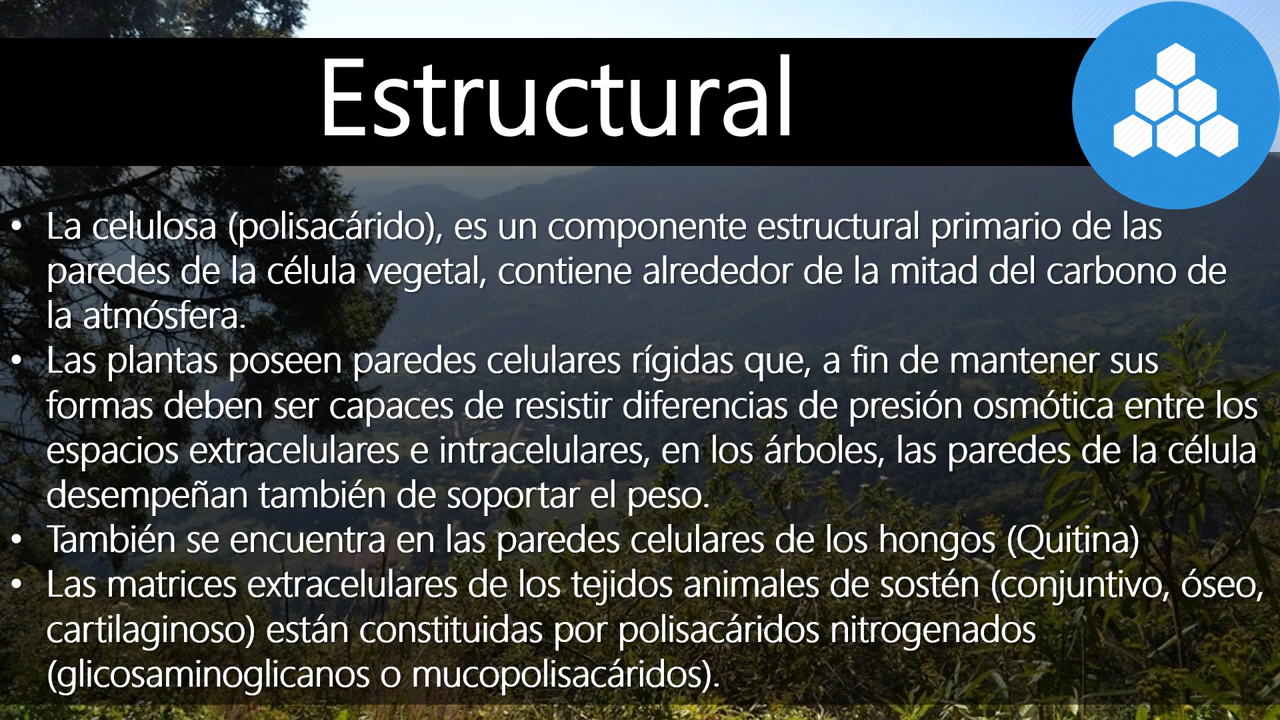 Estructural
• La celulosa (polisacárido), es un componente estructural primario de las
paredes de la célula vegetal, contiene alrededor de la mitad del carbono de
la atmósfera.
• Las plantas poseen paredes celulares rígidas que, a fin de mantener sus
formas deben ser capaces de resistir diferencias de presión osmótica entre los
espacios extracelulares e intracelulares, en los árboles, las paredes de la célula
desempeñan también de soportar el peso.
• También se encuentra en las paredes celulares de los hongos (Quitina)
• Las matrices extracelulares de los tejidos animales de sostén (conjuntivo, óseo,
cartilaginoso) están constituidas por polisacáridos nitrogenados
(glicosaminoglicanos o mucopolisacáridos).